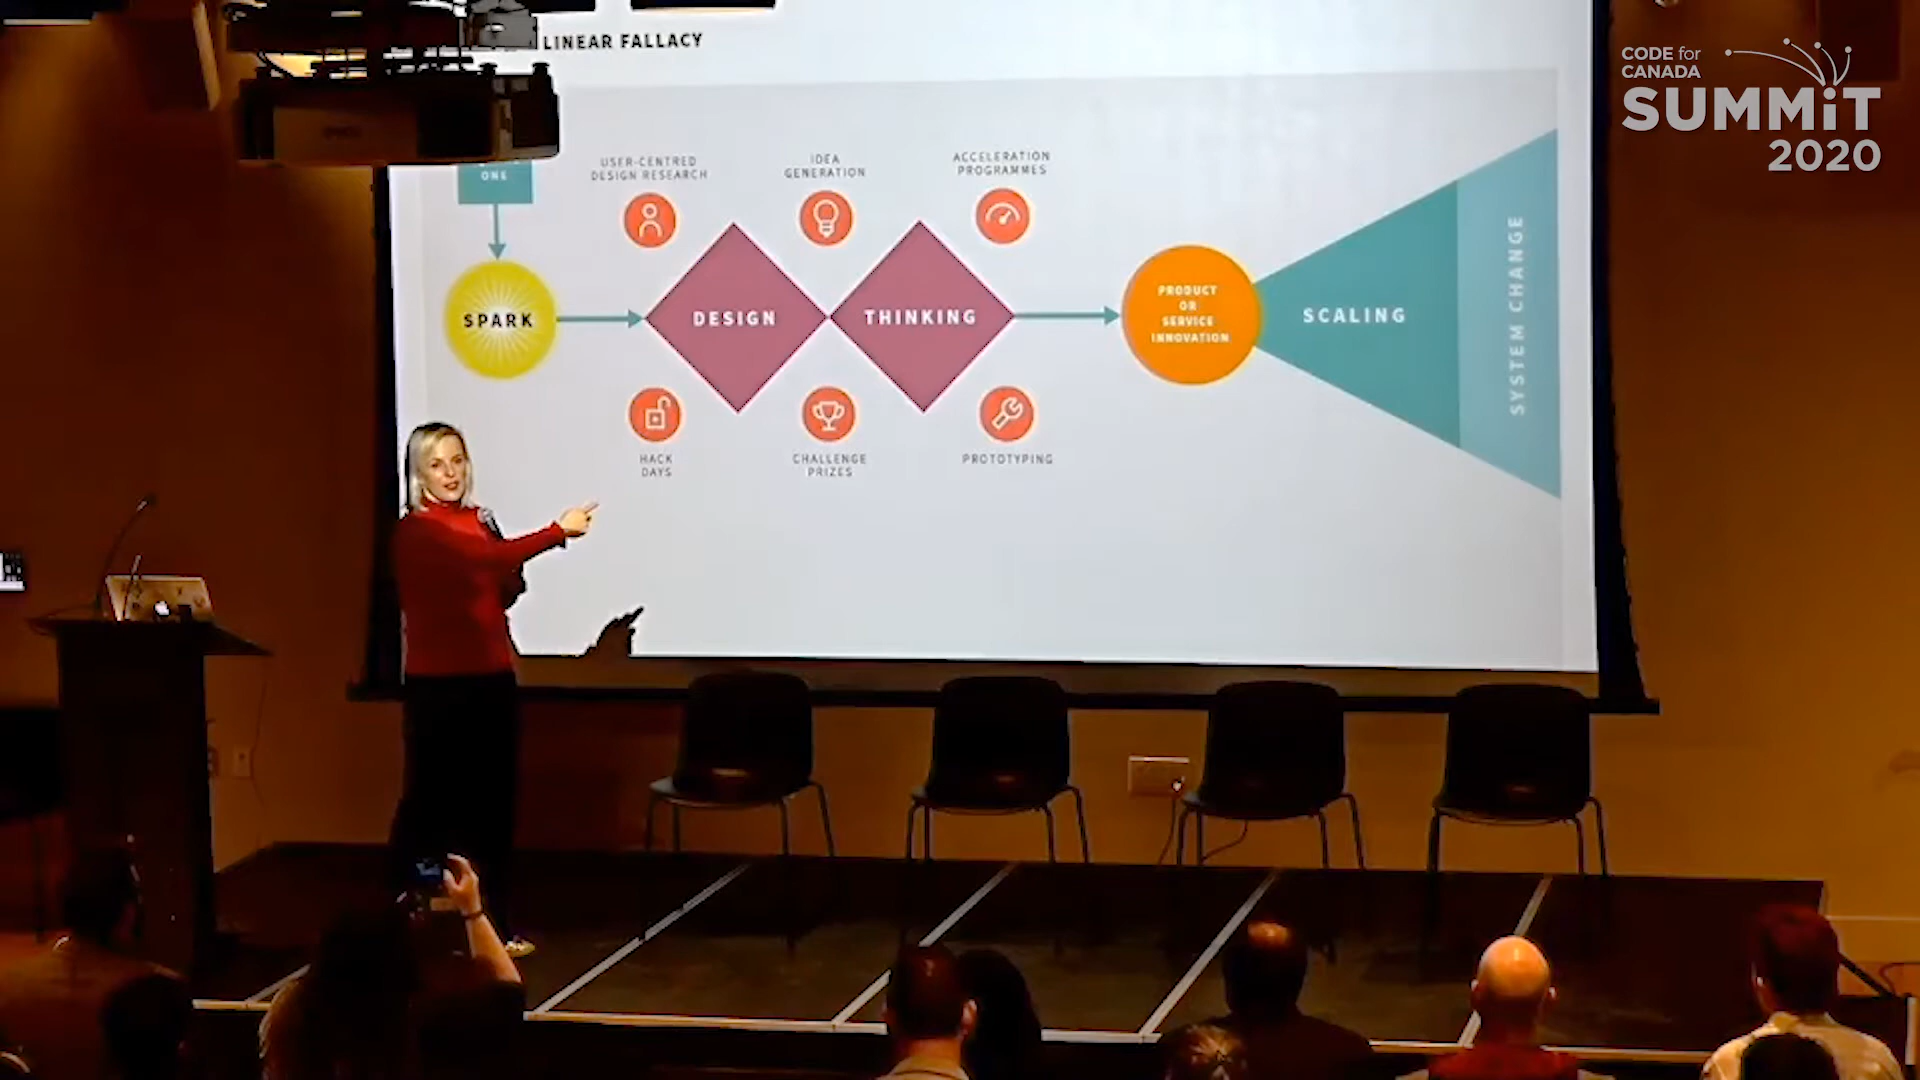 LINEAR FALLACY
CODE for
CANADA
SUMMiT
2020
ONE
USER-CENTRED
DESIGN RESEARCH
IDEA
GENERATION
ACCELERATION
PROGRAMMES
SPARK
DESIGN
THINKING
PRODUCT
OR
SERVICE
INNOVATION
SCALING
SYSTEM CHANGE
HACK
DAYS
CHALLENGE
PRIZES
PROTOTYPING